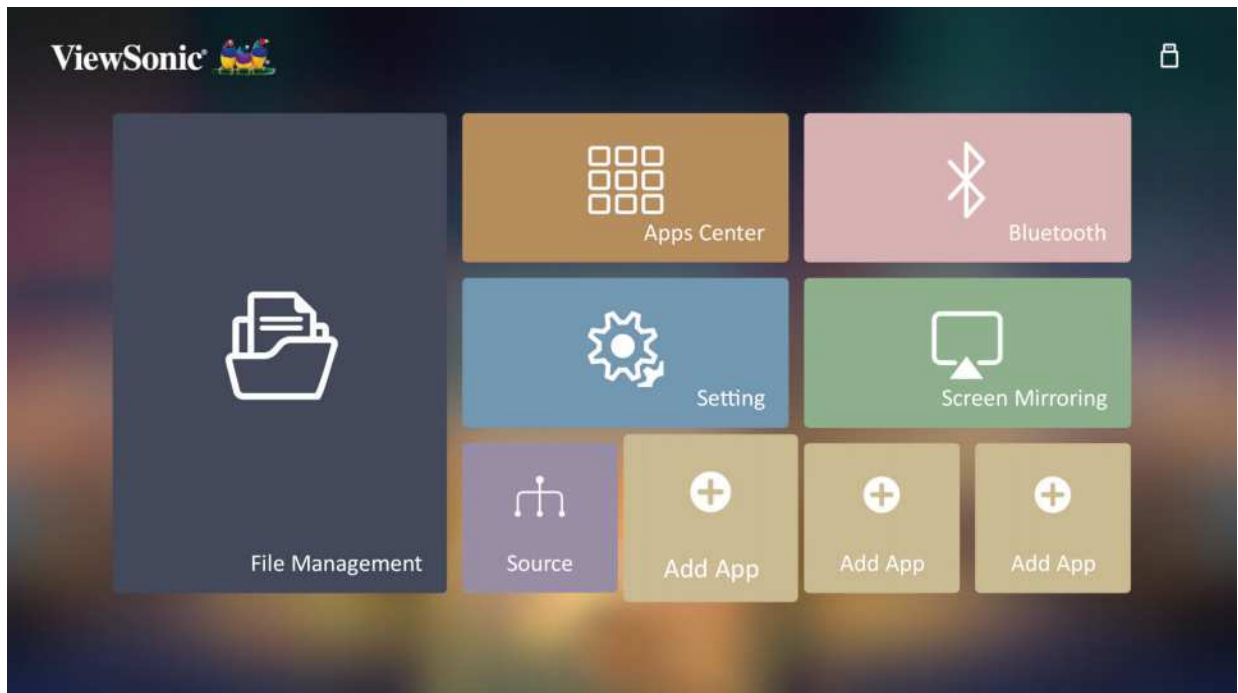 ViewSonic
Apps Center
Bluetooth
Setting
Screen Mirroring
File Management
Source
Add App
Add App
Add App